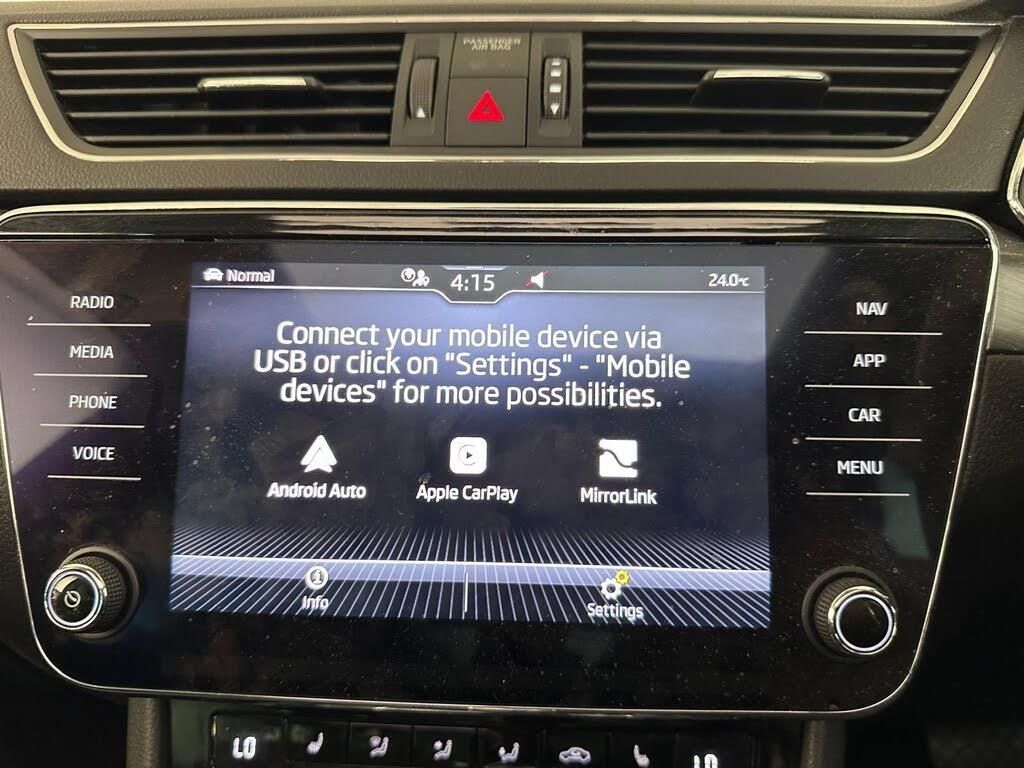 PASSENGER
AIR BAG
Normal
4:15
24.0°C
RADIO
MEDIA
PHONE
VOICE
Connect your mobile device via
USB or click on "Settings" - "Mobile
devices" for more possibilities.
Android Auto
Apple CarPlay
MirrorLink
Info
Settings
NAV
APP
CAR
MENU
LO
LO